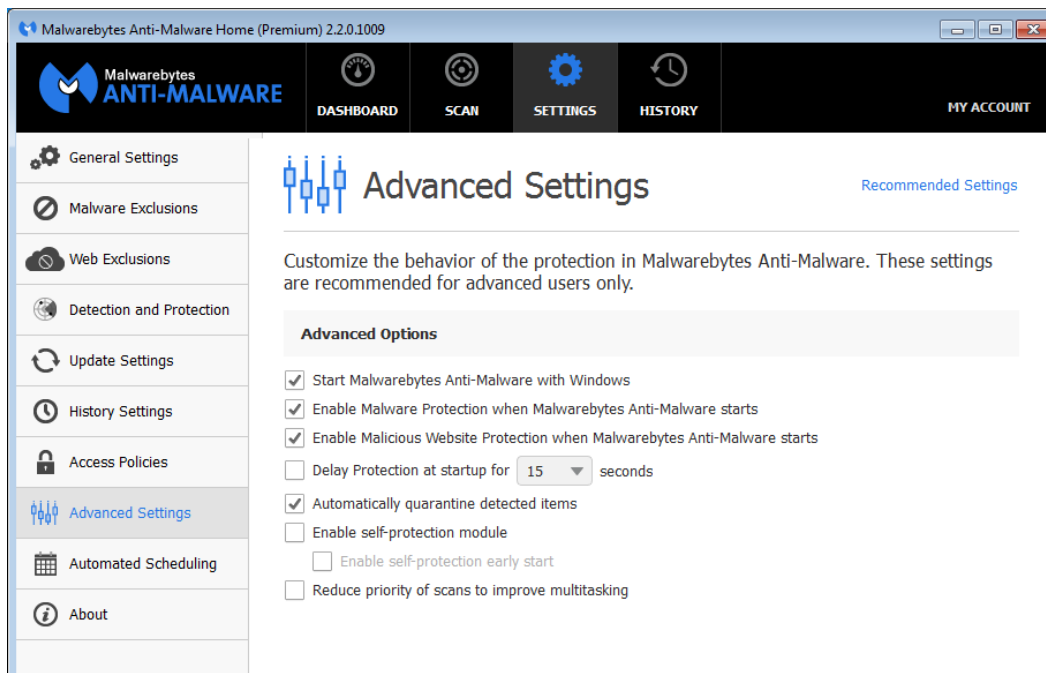 Malwarebytes Anti-Malware Home (Premium) 2.2.0.1009
Malwarebytes
ANTI-MALWARE
DASHBOARD
SCAN
SETTINGS
HISTORY
MY ACCOUNT
General Settings
Malware Exclusions
Web Exclusions
Detection and Protection
Update Settings
History Settings
Access Policies
Advanced Settings
Automated Scheduling
About
Advanced Settings
Recommended Settings
Customize the behavior of the protection in Malwarebytes Anti-Malware. These settings
are recommended for advanced users only.
Advanced Options
Start Malwarebytes Anti-Malware with Windows
Enable Malware Protection when Malwarebytes Anti-Malware starts
Enable Malicious Website Protection when Malwarebytes Anti-Malware starts
Delay Protection at startup for 15 seconds
Automatically quarantine detected items
Enable self-protection module
Enable self-protection early start
Reduce priority of scans to improve multitasking